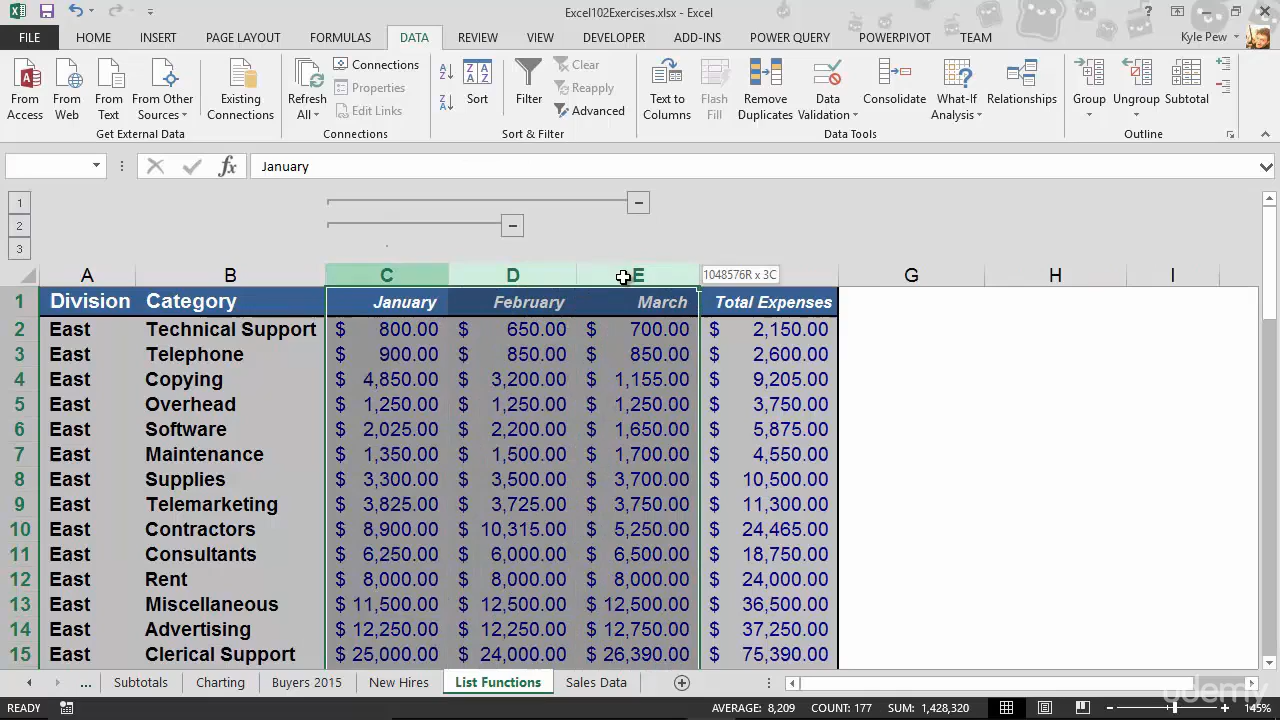 Excel102Exercises.xlsx - Excel
FILE HOME INSERT PAGE LAYOUT FORMULAS DATA REVIEW VIEW DEVELOPER ADD-INS POWER QUERY POWERPIVOT TEAM Kyle Pew
From Access
From Web
From Text
From Other Sources
Existing Connections
Get External Data
Refresh All
Connections
Properties
Edit Links
Connections
Sort
Filter
Clear
Reapply
Advanced
Sort & Filter
Text to Columns
Flash Fill
Remove Duplicates
Data Validation
Consolidate
What-If Analysis
Relationships
Data Tools
Group
Ungroup
Subtotal
Outline
January
1
2
3
A B C D E 1048576R x 3C G H I
1 Division Category January February March Total Expenses
2 East Technical Support $ 800.00 $ 650.00 $ 700.00 $ 2,150.00
3 East Telephone $ 900.00 $ 850.00 $ 850.00 $ 2,600.00
4 East Copying $ 4,850.00 $ 3,200.00 $ 1,155.00 $ 9,205.00
5 East Overhead $ 1,250.00 $ 1,250.00 $ 1,250.00 $ 3,750.00
6 East Software $ 2,025.00 $ 2,200.00 $ 1,650.00 $ 5,875.00
7 East Maintenance $ 1,350.00 $ 1,500.00 $ 1,700.00 $ 4,550.00
8 East Supplies $ 3,300.00 $ 3,500.00 $ 3,700.00 $ 10,500.00
9 East Telemarketing $ 3,825.00 $ 3,725.00 $ 3,750.00 $ 11,300.00
10 East Contractors $ 8,900.00 $ 10,315.00 $ 5,250.00 $ 24,465.00
11 East Consultants $ 6,250.00 $ 6,000.00 $ 6,500.00 $ 18,750.00
12 East Rent $ 8,000.00 $ 8,000.00 $ 8,000.00 $ 24,000.00
13 East Miscellaneous $ 11,500.00 $ 12,500.00 $ 12,500.00 $ 36,500.00
14 East Advertising $ 12,250.00 $ 12,250.00 $ 12,750.00 $ 37,250.00
15 East Clerical Support $ 25,000.00 $ 24,000.00 $ 26,390.00 $ 75,390.00
... Subtotals Charting Buyers 2015 New Hires List Functions Sales Data
udemy
READY AVERAGE: 8,209 COUNT: 177 SUM: 1,428,320 145%